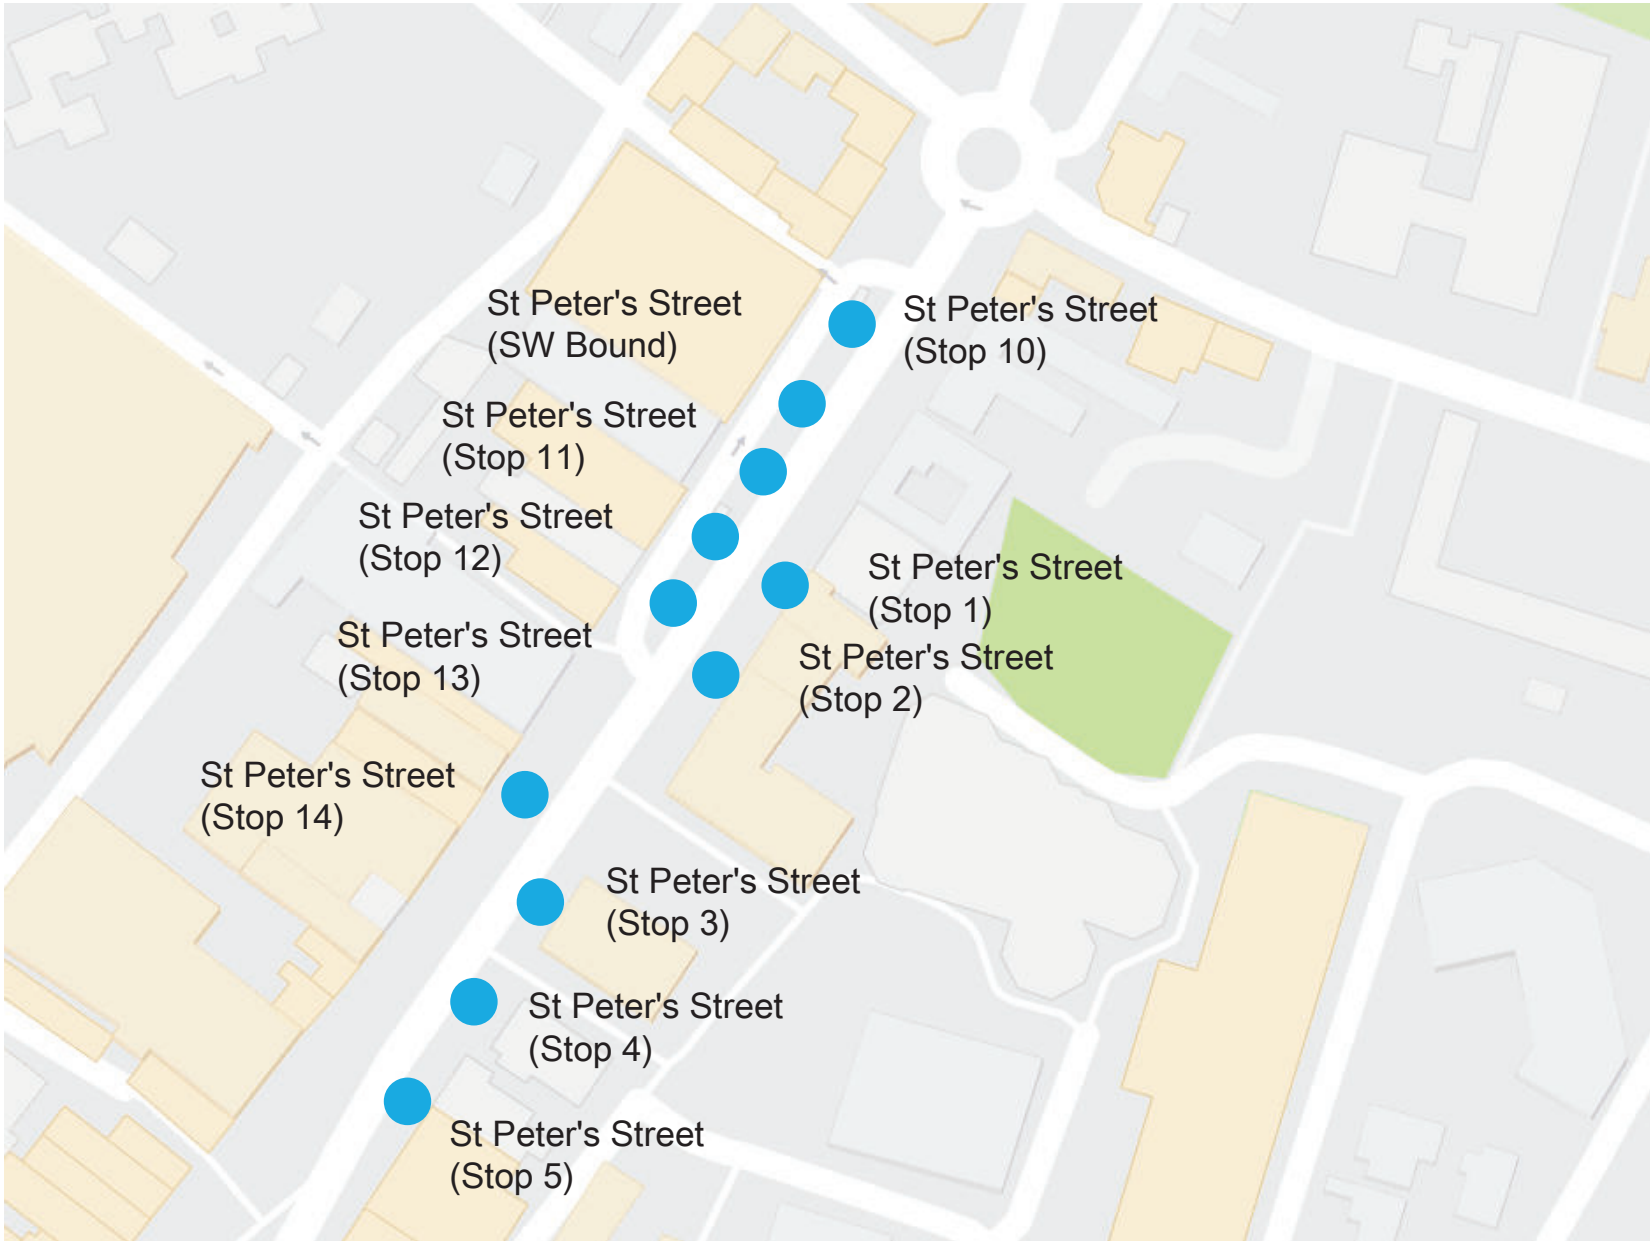 St Peter's Street
(SW Bound)
St Peter's Street
(Stop 10)
St Peter's Street
(Stop 11)
St Peter's Street
(Stop 12)
St Peter's Street
(Stop 1)
St Peter's Street
(Stop 13)
St Peter's Street
(Stop 2)
St Peter's Street
(Stop 14)
St Peter's Street
(Stop 3)
St Peter's Street
(Stop 4)
St Peter's Street
(Stop 5)